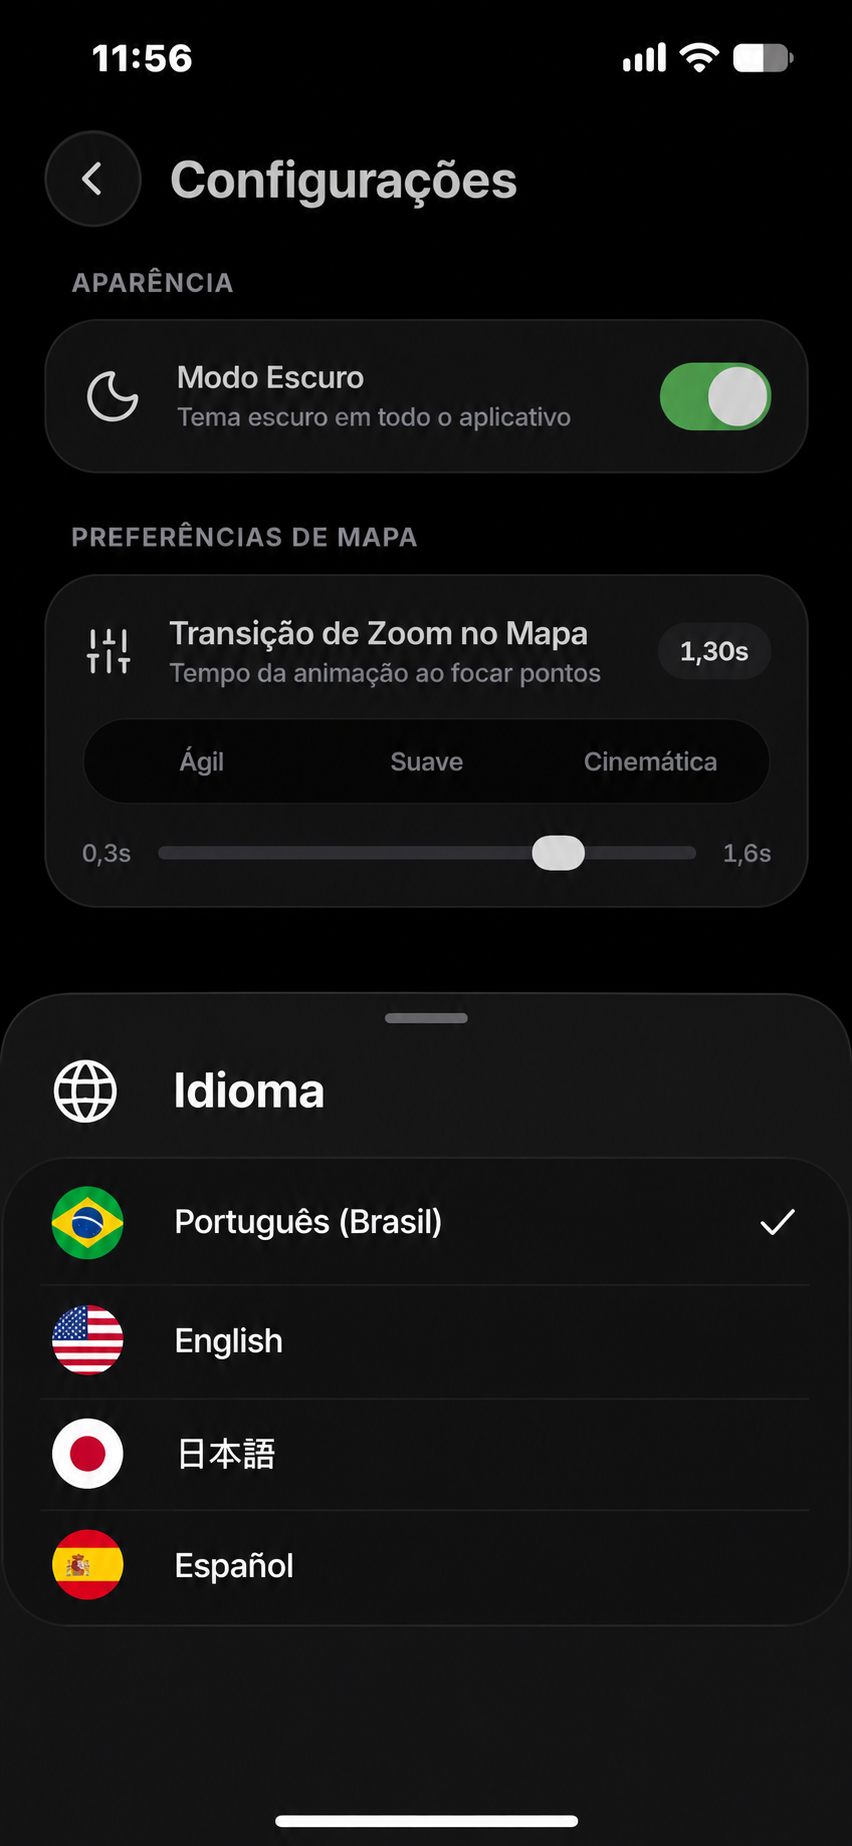 11:56
Configurações
APARÊNCIA
Modo Escuro
Tema escuro em todo o aplicativo
PREFERÊNCIAS DE MAPA
Transição de Zoom no Mapa
1,30s
Tempo da animação ao focar pontos
Ágil Suave Cinemática
0,3s 1,6s
Idioma
Português (Brasil)
English
日本語
Español